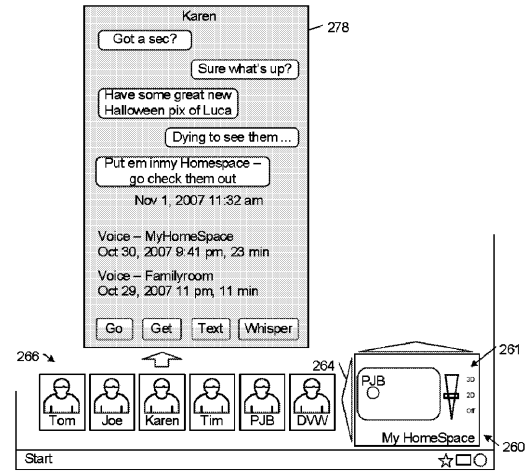 Karen
278
Got a sec?
Sure what's up?
Have some great new
Halloween pix of Luca
Dying to see them ...
Put em inmy Homespace –
go check them out
Nov 1, 2007 11:32 am
Voice – MyHomeSpace
Oct 30, 2007 9:41 pm, 23 min
Voice – Familyroom
Oct 29, 2007 11 pm, 11 min
Go Get Text Whisper
266
264
261
Tom Joe Karen Tim PJB DVW
PJB
3D
2D
Off
My HomeSpace
260
Start